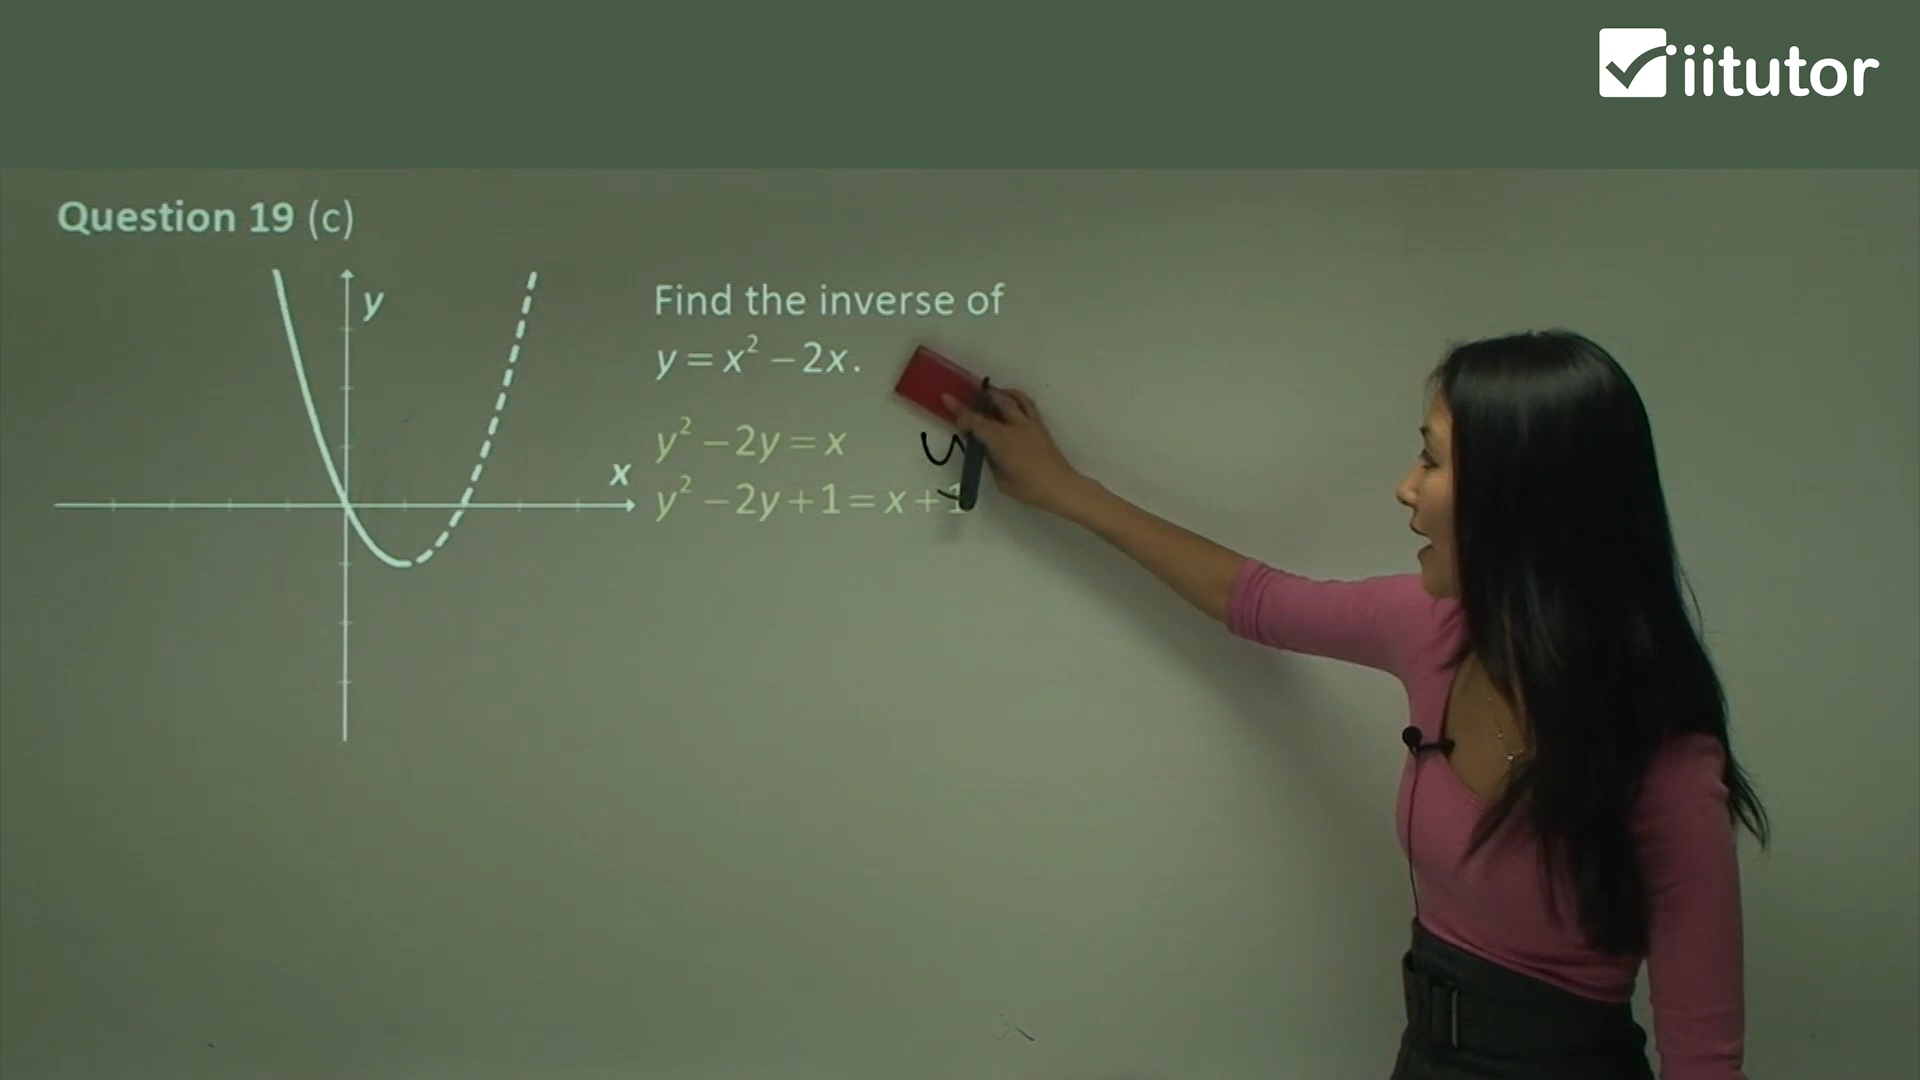 iitutor
Question 19 (c)
y
x
Find the inverse of
y = x² − 2x.
y² − 2y = x
y² − 2y + 1 = x + 1